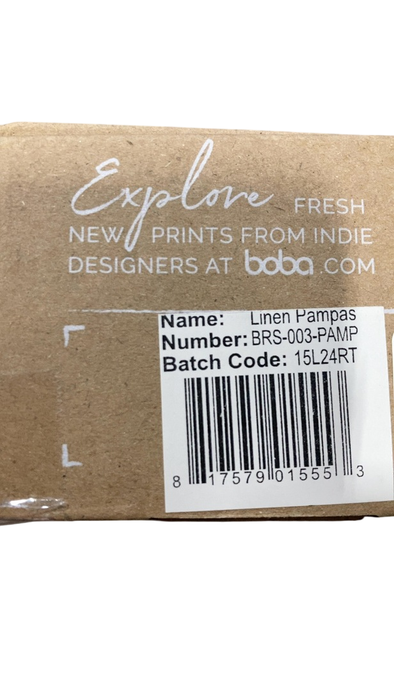 Explore FRESH
NEW PRINTS FROM INDIE
DESIGNERS AT boba.COM
Name: Linen Pampas
Number: BRS-003-PAMP
Batch Code: 15L24RT
8 17579 01555 3